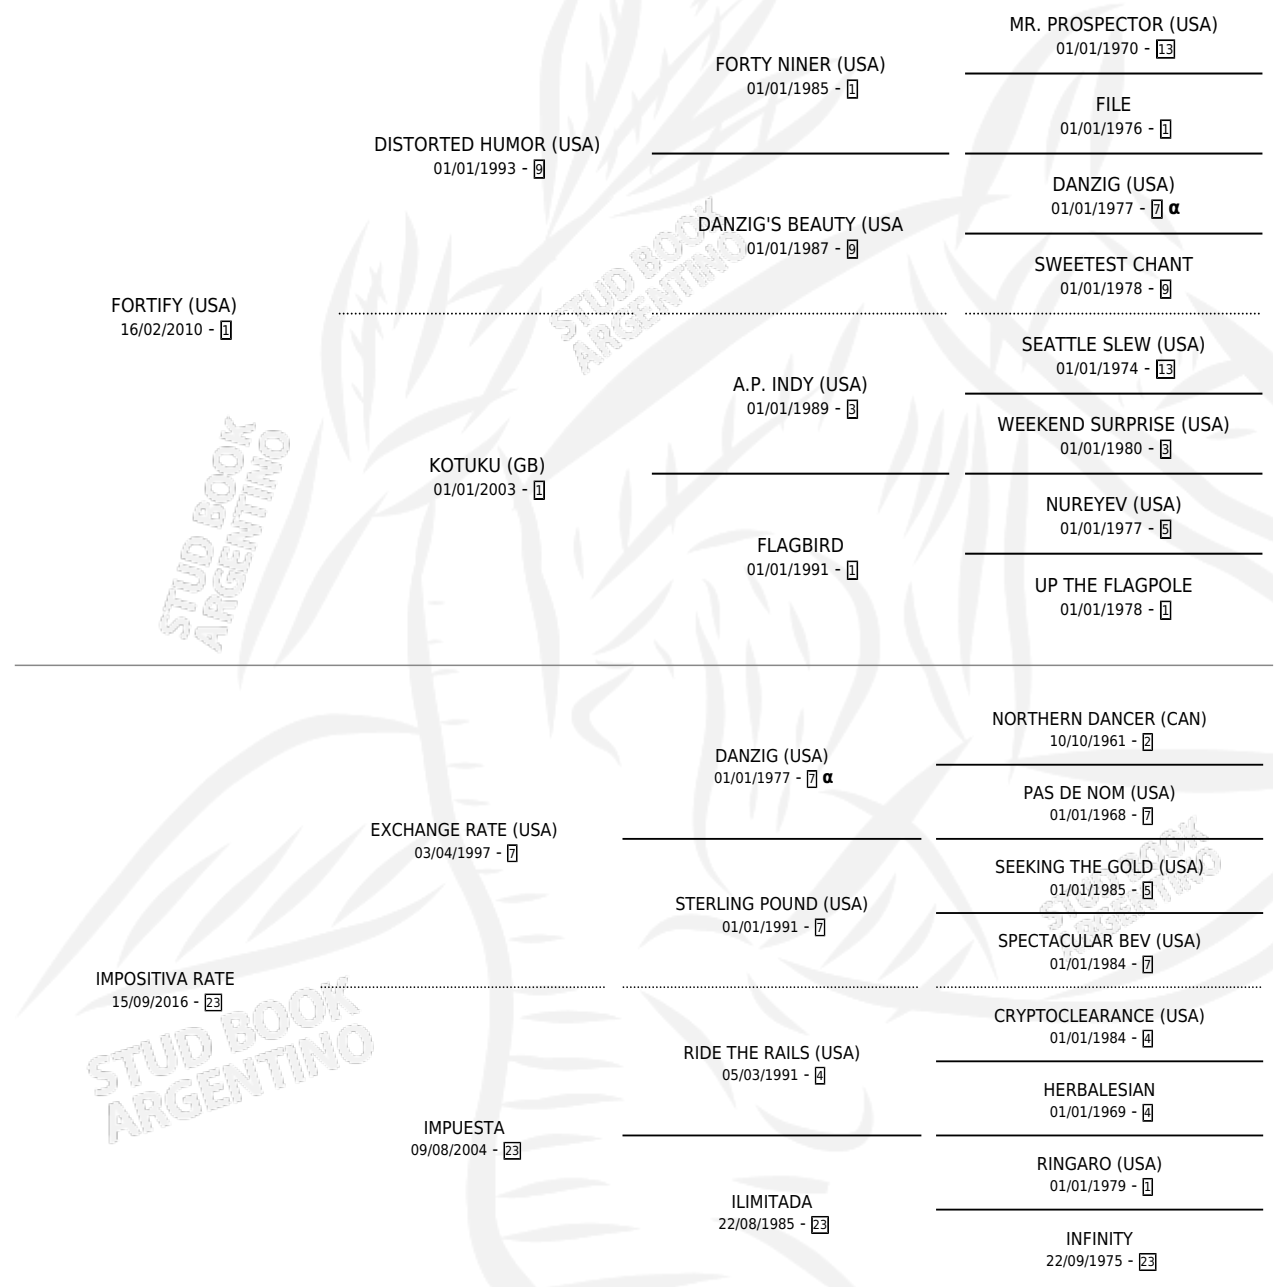 MR. PROSPECTOR (USA)
01/01/1970 - 13
FORTY NINER (USA)
01/01/1985 - 1
FILE
01/01/1976 - 1
DISTORTED HUMOR (USA)
01/01/1993 - 9
DANZIG (USA)
01/01/1977 - 7 α
DANZIG'S BEAUTY (USA
01/01/1987 - 9
SWEETEST CHANT
01/01/1978 - 9
FORTIFY (USA)
16/02/2010 - 1
SEATTLE SLEW (USA)
01/01/1974 - 13
A.P. INDY (USA)
01/01/1989 - 3
WEEKEND SURPRISE (USA)
01/01/1980 - 3
KOTUKU (GB)
01/01/2003 - 1
NUREYEV (USA)
01/01/1977 - 5
FLAGBIRD
01/01/1991 - 1
UP THE FLAGPOLE
01/01/1978 - 1
NORTHERN DANCER (CAN)
10/10/1961 - 2
DANZIG (USA)
01/01/1977 - 7 α
PAS DE NOM (USA)
01/01/1968 - 7
EXCHANGE RATE (USA)
03/04/1997 - 7
SEEKING THE GOLD (USA)
01/01/1985 - 5
STERLING POUND (USA)
01/01/1991 - 7
SPECTACULAR BEV (USA)
01/01/1984 - 7
IMPOSITIVA RATE
15/09/2016 - 23
CRYPTOCLEARANCE (USA)
01/01/1984 - 4
RIDE THE RAILS (USA)
05/03/1991 - 4
HERBALESIAN
01/01/1969 - 4
IMPUESTA
09/08/2004 - 23
RINGARO (USA)
01/01/1979 - 1
ILIMITADA
22/08/1985 - 23
INFINITY
22/09/1975 - 23
STUD BOOK
ARGENTINO
STUD BOOK
ARGENTINO
STUD BOOK
ARGENTINO
STUD BOOK
ARGENTINO